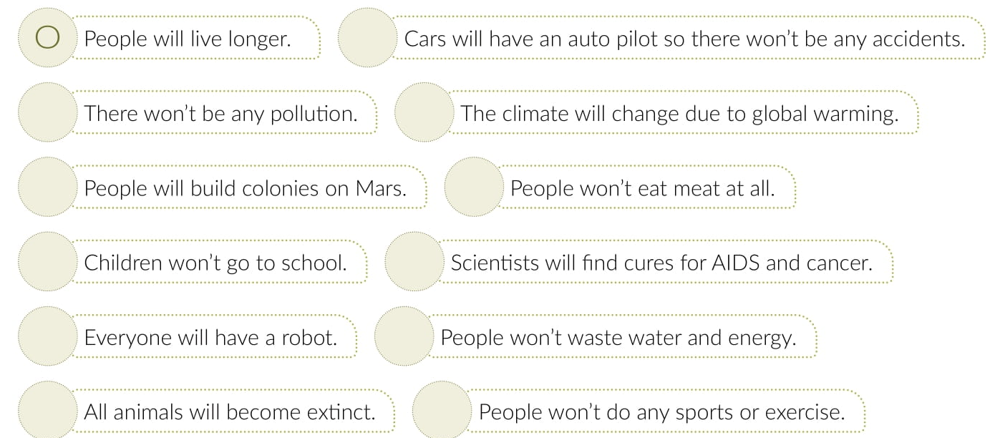 O People will live longer. Cars will have an auto pilot so there won't be any accidents.
There won't be any pollution. The climate will change due to global warming.
People will build colonies on Mars. People won't eat meat at all.
Children won't go to school. Scientists will find cures for AIDS and cancer.
Everyone will have a robot. People won't waste water and energy.
All animals will become extinct. People won't do any sports or exercise.